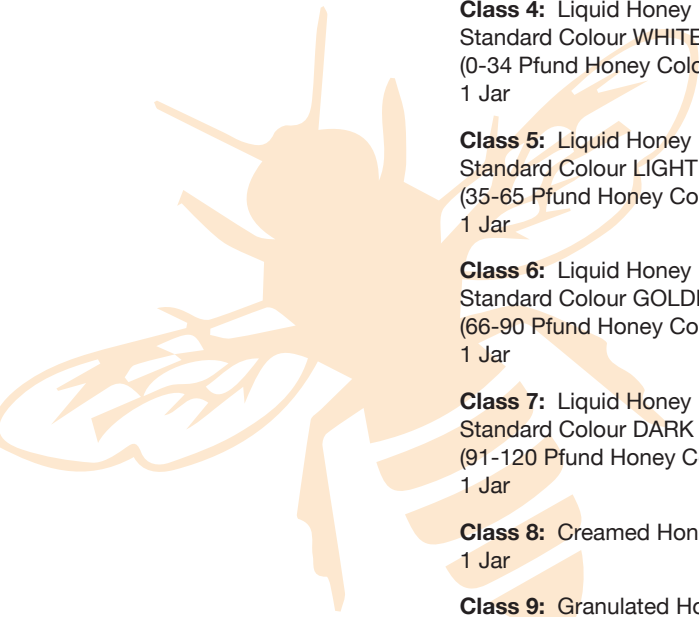 Class 4: Liquid Honey
Standard Colour WHITE
(0-34 Pfund Honey
1 Jar
Class 5: Liquid Honey
Standard Colour LIGHT
(35-65 Pfund Honey
1 Jar
Class 6: Liquid Honey
Standard Colour
(66-90 Pfund Honey
1 Jar
Class 7: Liquid Honey
Standard Colour DARK
(91-120 Pfund Honey
1 Jar
Class 8: Creamed
1 Jar
Class 9: Granulated